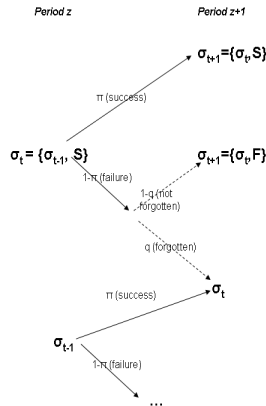 Period z
Period z+1
σt+1={σt,S}
π (success)
σt = {σt-1, S}
σt+1={σt,F}
1-π (failure)
1-q (not
forgotten)
q (forgotten)
π (success)
σt
σt-1
1-π (failure)
...